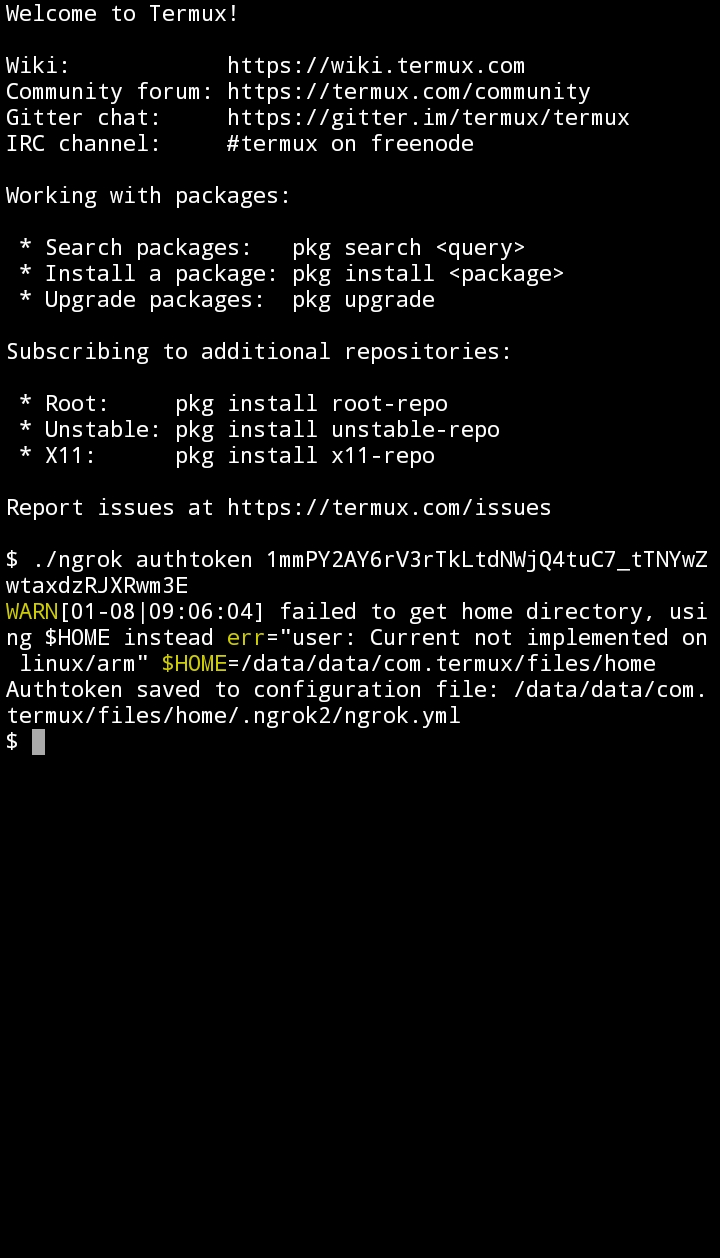 Welcome to Termux!
Wiki:            https://wiki.termux.com
Community forum: https://termux.com/community
Gitter chat:     https://gitter.im/termux/termux
IRC channel:     #termux on freenode
Working with packages:
 * Search packages:   pkg search <query>
 * Install a package: pkg install <package>
 * Upgrade packages:  pkg upgrade
Subscribing to additional repositories:
 * Root:     pkg install root-repo
 * Unstable: pkg install unstable-repo
 * X11:      pkg install x11-repo
Report issues at https://termux.com/issues
$ ./ngrok authtoken 1mmPY2AY6rV3rTkLtdNWjQ4tuC7_tTNYwZ
wtaxdzRJXRwm3E
WARN[01-08|09:06:04] failed to get home directory, usi
ng $HOME instead err="user: Current not implemented on
 linux/arm" $HOME=/data/data/com.termux/files/home
Authtoken saved to configuration file: /data/data/com.
termux/files/home/.ngrok2/ngrok.yml
$